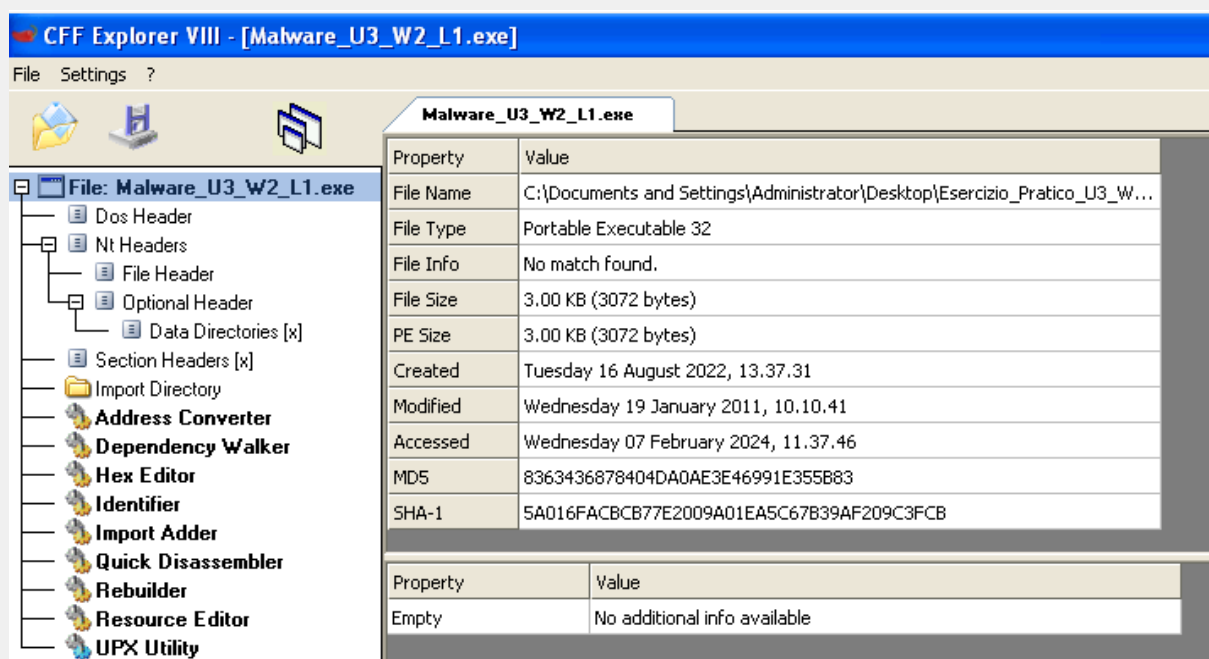 CFF Explorer VIII - [Malware_U3_W2_L1.exe]
File Settings ?
Malware_U3_W2_L1.exe
File: Malware_U3_W2_L1.exe
Dos Header
Nt Headers
File Header
Optional Header
Data Directories [x]
Section Headers [x]
Import Directory
Address Converter
Dependency Walker
Hex Editor
Identifier
Import Adder
Quick Disassembler
Rebuilder
Resource Editor
UPX Utility
Property Value
File Name C:\Documents and Settings\Administrator\Desktop\Esercizio_Pratico_U3_W...
File Type Portable Executable 32
File Info No match found.
File Size 3.00 KB (3072 bytes)
PE Size 3.00 KB (3072 bytes)
Created Tuesday 16 August 2022, 13.37.31
Modified Wednesday 19 January 2011, 10.10.41
Accessed Wednesday 07 February 2024, 11.37.46
MD5 8363436878404DA0AE3E46991E355B83
SHA-1 5A016FACBCB77E2009A01EA5C67B39AF209C3FCB
Property Value
Empty No additional info available